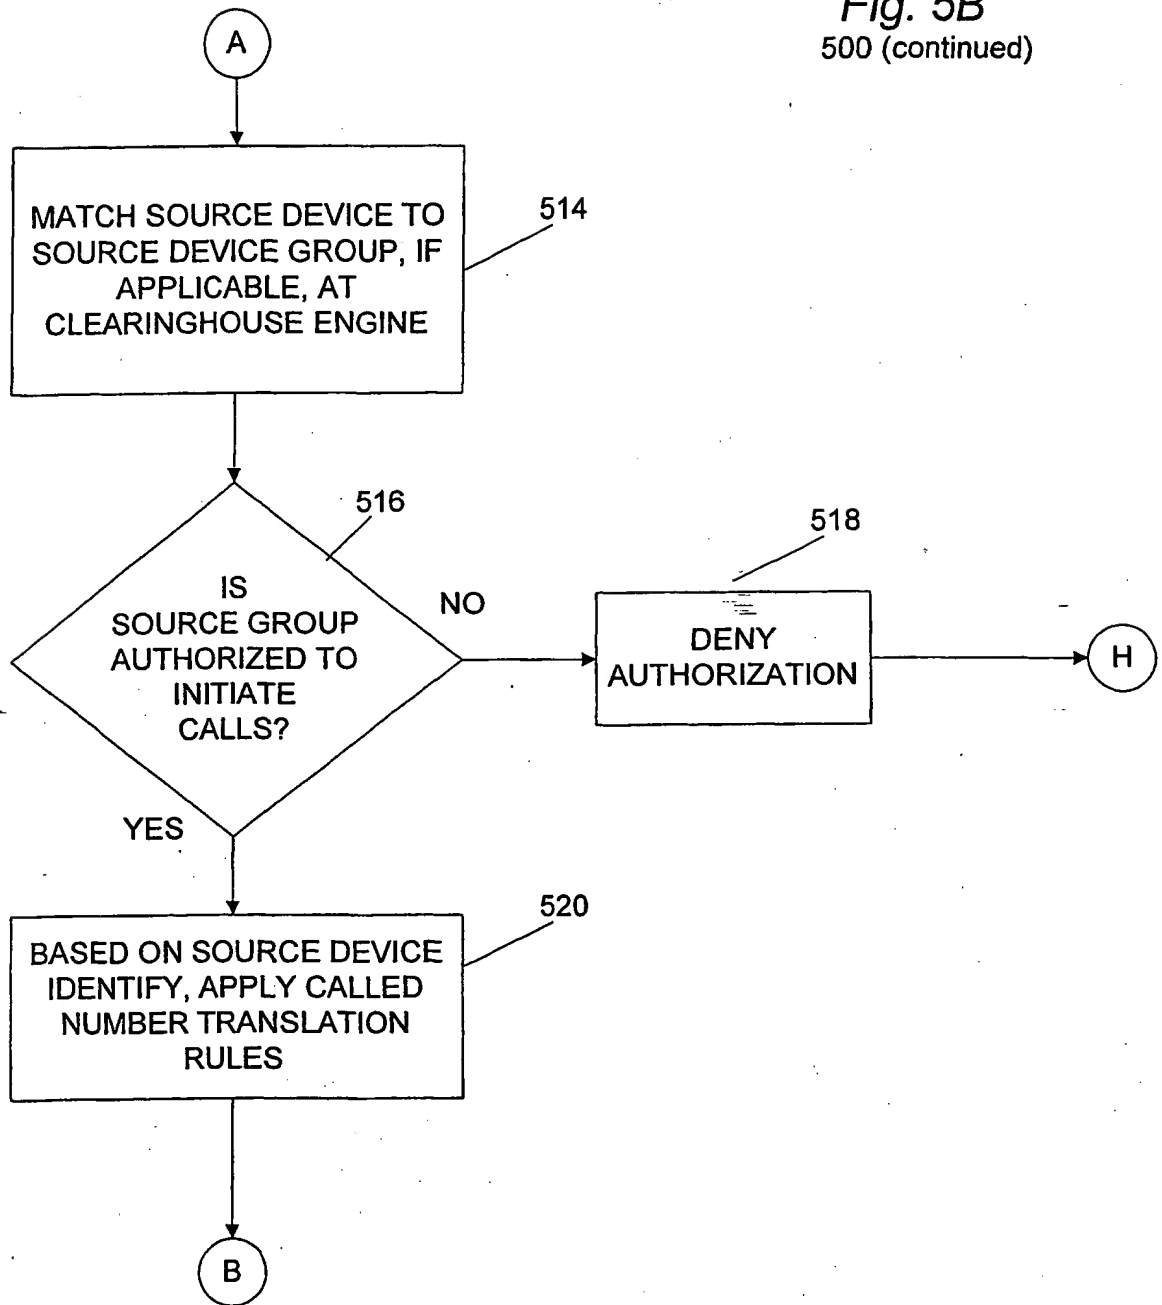 Fig. 5B
500 (continued)
A
MATCH SOURCE DEVICE TO
SOURCE DEVICE GROUP, IF
APPLICABLE, AT
CLEARINGHOUSE ENGINE
514
IS
SOURCE GROUP
AUTHORIZED TO
INITIATE
CALLS?
516
NO
518
DENY
AUTHORIZATION
H
YES
BASED ON SOURCE DEVICE
IDENTIFY, APPLY CALLED
NUMBER TRANSLATION
RULES
520
B